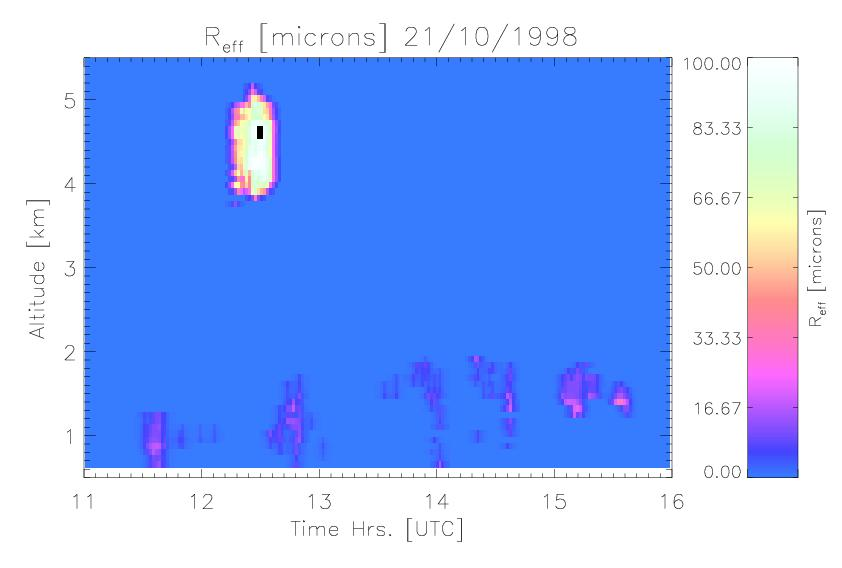 R_eff [microns] 21/10/1998
Altitude [km]
5
4
3
2
1
11 12 13 14 15 16
Time Hrs. [UTC]
100.00
83.33
66.67
50.00
33.33
16.67
0.00
R_eff [microns]